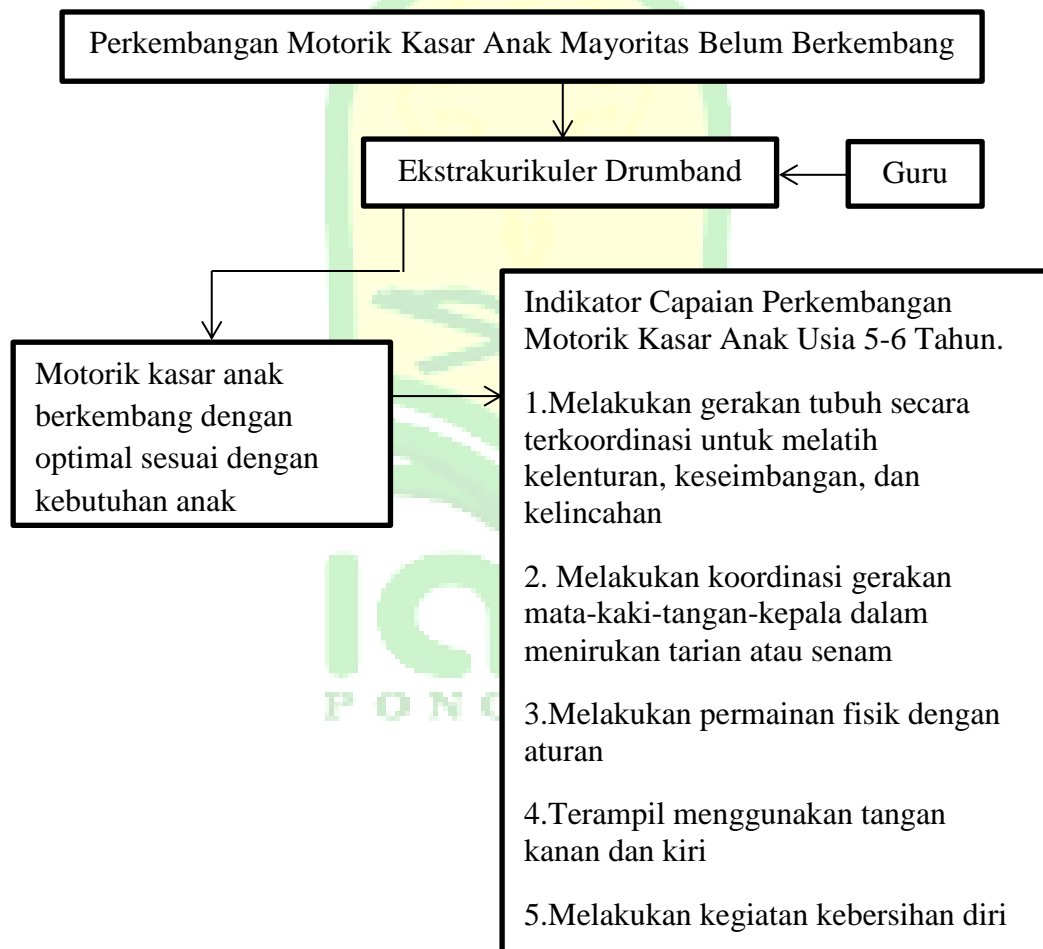 Perkembangan Motorik Kasar Anak Mayoritas Belum Berkembang
Ekstrakurikuler Drumband
Guru
Motorik kasar anak
berkembang dengan
optimal sesuai dengan
kebutuhan anak
Indikator Capaian Perkembangan
Motorik Kasar Anak Usia 5-6 Tahun.
1.Melakukan gerakan tubuh secara
terkoordinasi untuk melatih
kelenturan, keseimbangan, dan
kelincahan
2. Melakukan koordinasi gerakan
mata-kaki-tangan-kepala dalam
menirukan tarian atau senam
3.Melakukan permainan fisik dengan
aturan
4.Terampil menggunakan tangan
kanan dan kiri
5.Melakukan kegiatan kebersihan diri